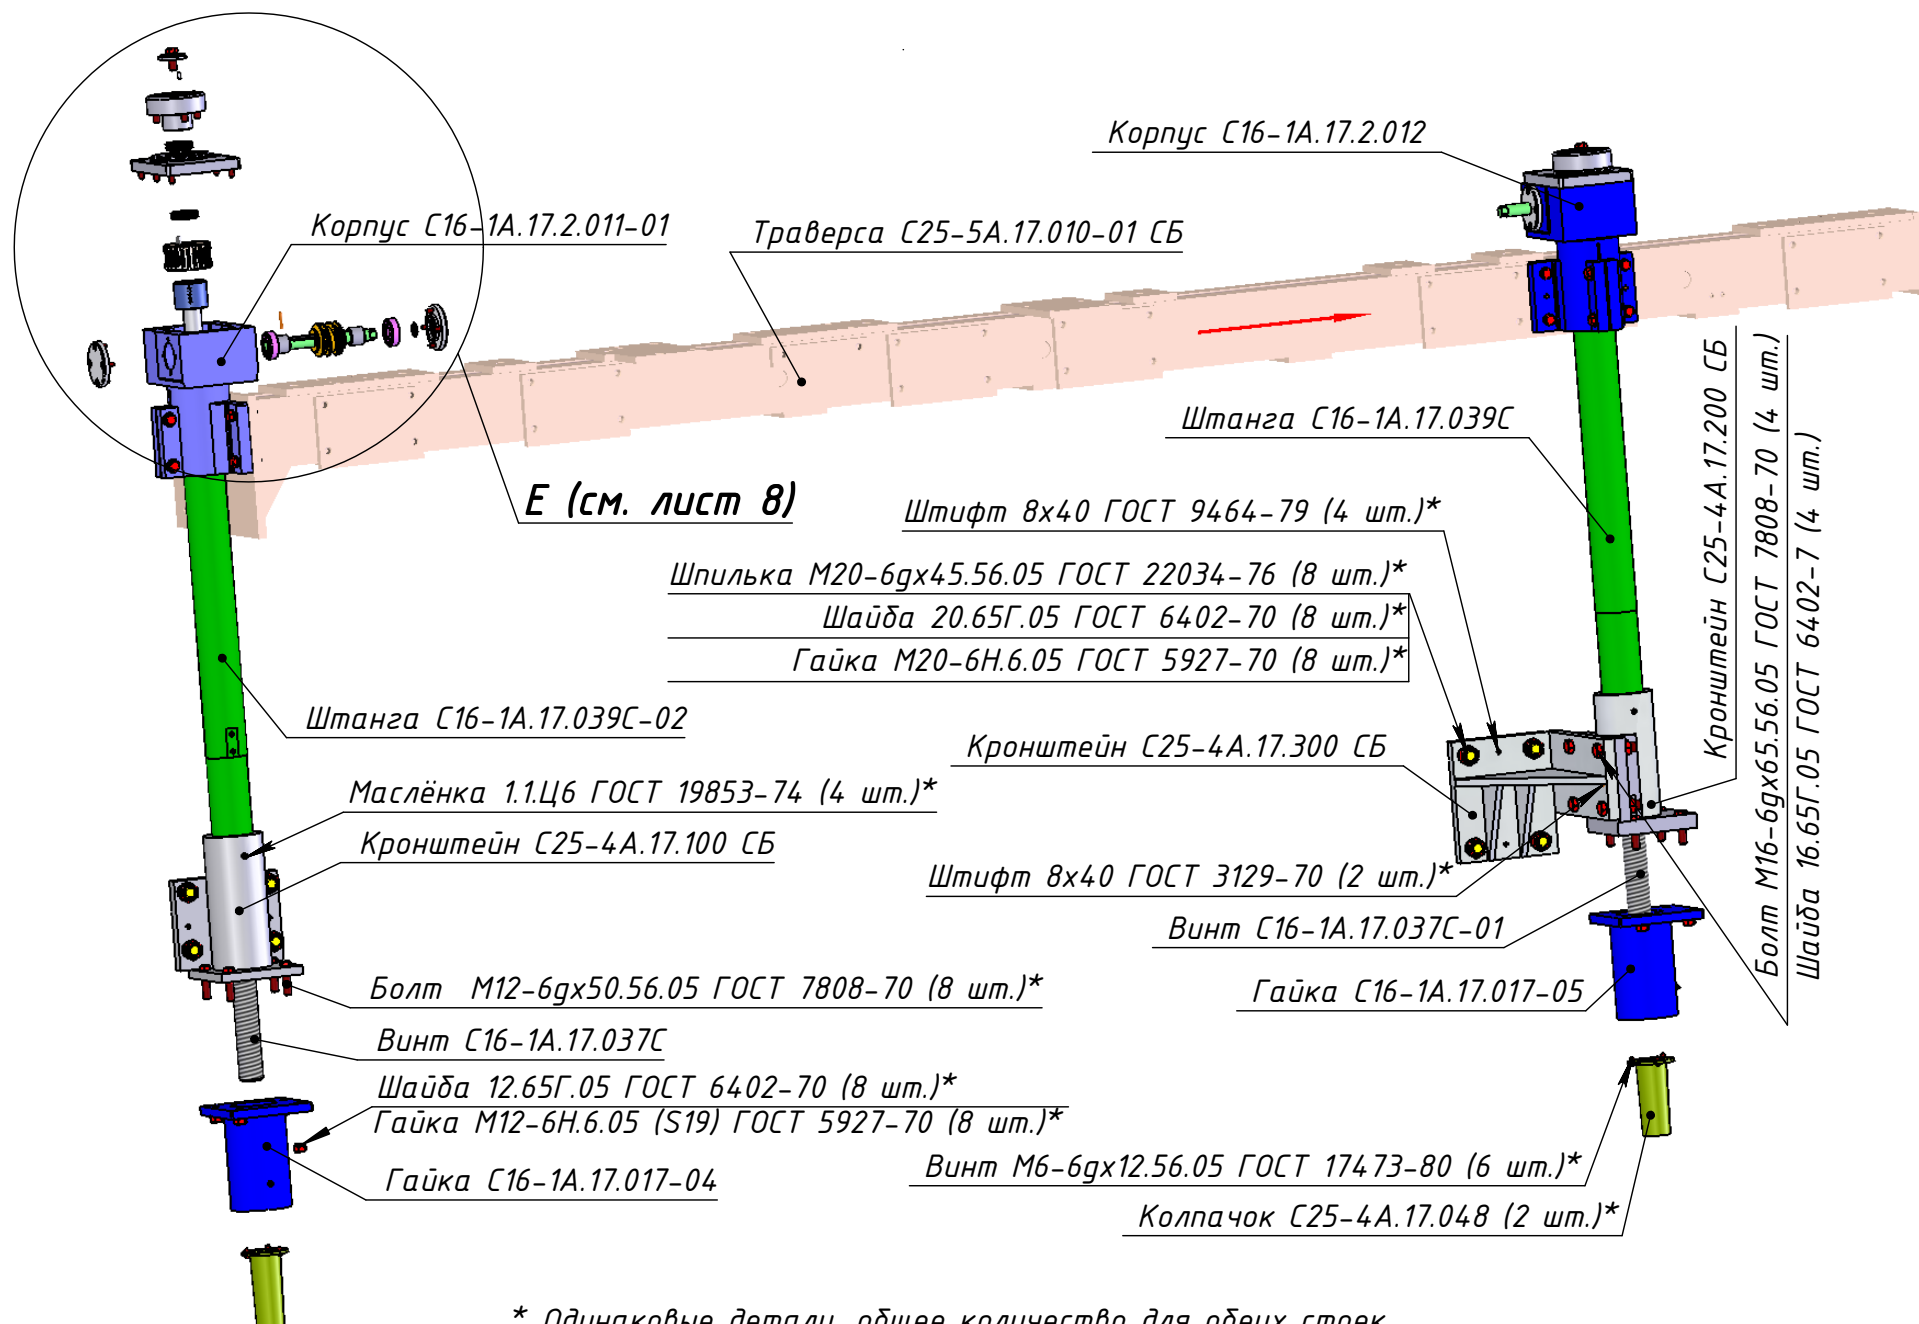 Корпус С16-1А.17.2.012
Корпус С16-1А.17.2.011-01
Траверса С25-5А.17.010-01 СБ
Штанга С16-1А.17.039С
Е (см. лист 8)
Штифт 8х40 ГОСТ 9464-79 (4 шт.)*
Шпилька М20-6gх45.56.05 ГОСТ 22034-76 (8 шт.)*
Шайба 20.65Г.05 ГОСТ 6402-70 (8 шт.)*
Гайка М20-6Н.6.05 ГОСТ 5927-70 (8 шт.)*
Кронштейн С25-4А.17.200 СБ
Болт М16-6gх65.56.05 ГОСТ 7808-70 (4 шт.)
Шайба 16.65Г.05 ГОСТ 6402-7 (4 шт.)
Штанга С16-1А.17.039С-02
Кронштейн С25-4А.17.300 СБ
Маслёнка 1.1.Ц6 ГОСТ 19853-74 (4 шт.)*
Кронштейн С25-4А.17.100 СБ
Штифт 8х40 ГОСТ 3129-70 (2 шт.)*
Винт С16-1А.17.037С-01
Болт М12-6gх50.56.05 ГОСТ 7808-70 (8 шт.)*
Гайка С16-1А.17.017-05
Винт С16-1А.17.037С
Шайба 12.65Г.05 ГОСТ 6402-70 (8 шт.)*
Гайка М12-6Н.6.05 (S19) ГОСТ 5927-70 (8 шт.)*
Гайка С16-1А.17.017-04
Винт М6-6gх12.56.05 ГОСТ 17473-80 (6 шт.)*
Колпачок С25-4А.17.048 (2 шт.)*
* Одинаковые детали, общее количество для обеих стоек